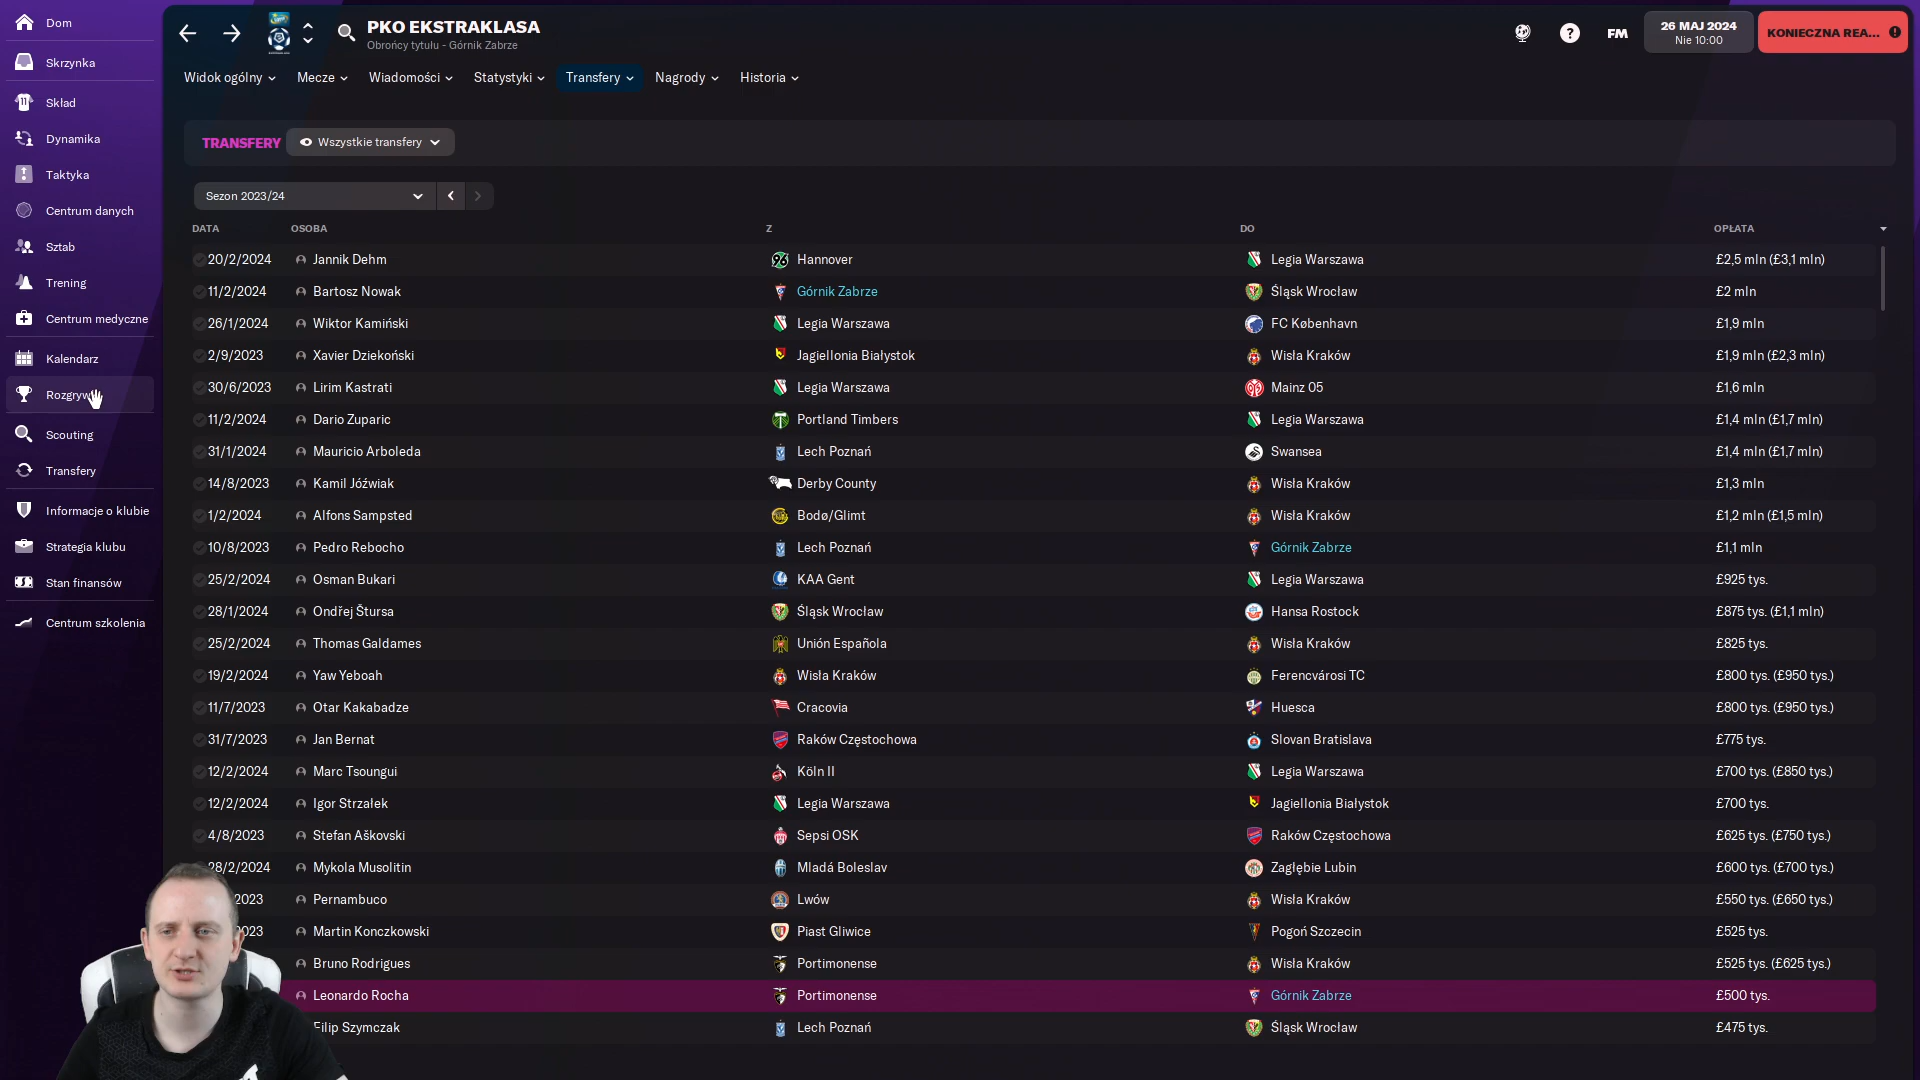 Dom
Skrzynka
Skład
Dynamika
Taktyka
Centrum danych
Sztab
Trening
Centrum medyczne
Kalendarz
Scouting
Transfery
Informacje o klubie
Strategia klubu
Stan finansów
Centrum szkolenia
PKO EKSTRAKLASA
Obrońcy tytułu - Górnik Zabrze
FM
26 MAJ 2024
Nie 10:00
KONIECZNA REA...
Widok ogólny Mecze Wiadomości Statystyki Transfery Nagrody Historia
TRANSFERY Wszystkie transfery
Sezon 2023/24
DATA OSOBA Z DO OPŁATA
20/2/2024 Jannik Dehm Hannover Legia Warszawa £2,5 mln (£3,1 mln)
11/2/2024 Bartosz Nowak Górnik Zabrze Śląsk Wrocław £2 mln
26/1/2024 Wiktor Kamiński Legia Warszawa FC København £1,9 mln
2/9/2023 Xavier Dziekoński Jagiellonia Białystok Wisła Kraków £1,9 mln (£2,3 mln)
30/6/2023 Lirim Kastrati Legia Warszawa Mainz 05 £1,6 mln
11/2/2024 Dario Zuparic Portland Timbers Legia Warszawa £1,4 mln (£1,7 mln)
31/1/2024 Mauricio Arboleda Lech Poznań Swansea £1,4 mln (£1,7 mln)
14/8/2023 Kamil Jóźwiak Derby County Wisła Kraków £1,3 mln
1/2/2024 Alfons Sampsted Bodø/Glimt Wisła Kraków £1,2 mln (£1,5 mln)
10/8/2023 Pedro Rebocho Lech Poznań Górnik Zabrze £1,1 mln
25/2/2024 Osman Bukari KAA Gent Legia Warszawa £925 tys.
28/1/2024 Ondřej Štursa Śląsk Wrocław Hansa Rostock £875 tys. (£1,1 mln)
25/2/2024 Thomas Galdames Unión Española Wisła Kraków £825 tys.
19/2/2024 Yaw Yeboah Wisła Kraków Ferencvárosi TC £800 tys. (£950 tys.)
11/7/2023 Otar Kakabadze Cracovia Huesca £800 tys. (£950 tys.)
31/7/2023 Jan Bernat Raków Częstochowa Slovan Bratislava £775 tys.
12/2/2024 Marc Tsoungui Köln II Legia Warszawa £700 tys. (£850 tys.)
12/2/2024 Igor Strzałek Legia Warszawa Jagiellonia Białystok £700 tys.
4/8/2023 Stefan Aškovski Sepsi OSK Raków Częstochowa £625 tys. (£750 tys.)
28/2/2024 Mykola Musolitin Mladá Boleslav Zagłębie Lubin £600 tys. (£700 tys.)
2023 Pernambuco Lwów Wisła Kraków £550 tys. (£650 tys.)
023 Martin Konczkowski Piast Gliwice Pogoń Szczecin £525 tys.
Bruno Rodrigues Portimonense Wisła Kraków £525 tys. (£625 tys.)
Leonardo Rocha Portimonense Górnik Zabrze £500 tys.
Filip Szymczak Lech Poznań Śląsk Wrocław £475 tys.